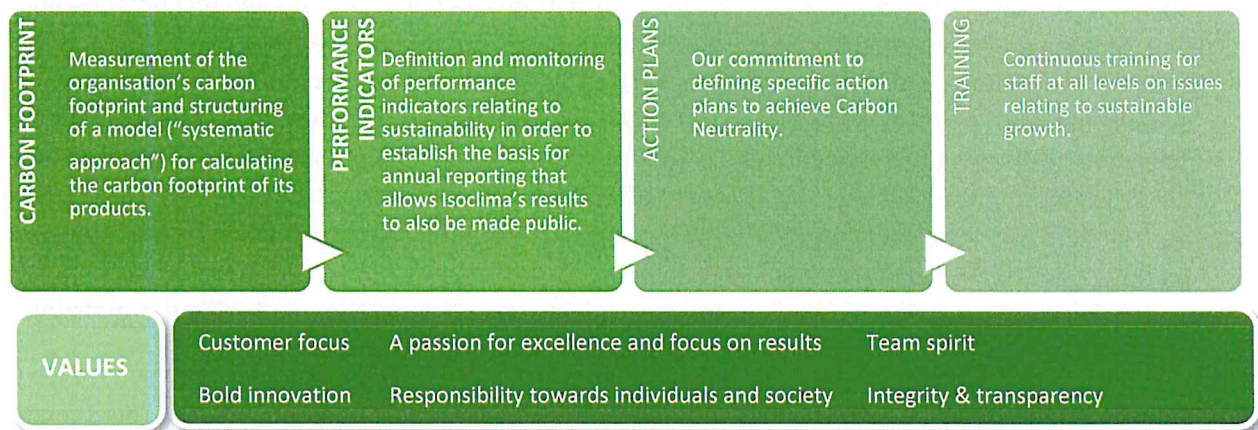 CARBON FOOTPRINT
Measurement of the
organisation's carbon
footprint and structuring
of a model ("systematic
approach") for calculating
the carbon footprint of its
products.
PERFORMANCE
INDICATORS
Definition and monitoring
of performance
indicators relating to
sustainability in order to
establish the basis for
annual reporting that
allows Isoclima's results
to also be made public.
ACTION PLANS
Our commitment to
defining specific action
plans to achieve Carbon
Neutrality.
TRAINING
Continuous training for
staff at all levels on issues
relating to sustainable
growth.
VALUES
Customer focus A passion for excellence and focus on results Team spirit
Bold innovation Responsibility towards individuals and society Integrity & transparency